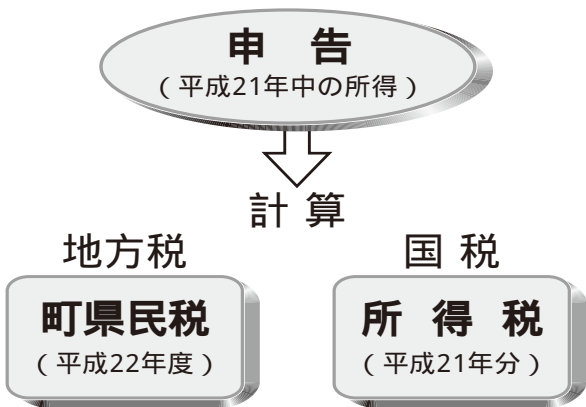 申 告
（平成21年中の所得）
計 算
地方税
国 税
町県民税
（平成22年度）
所 得 税
（平成21年分）